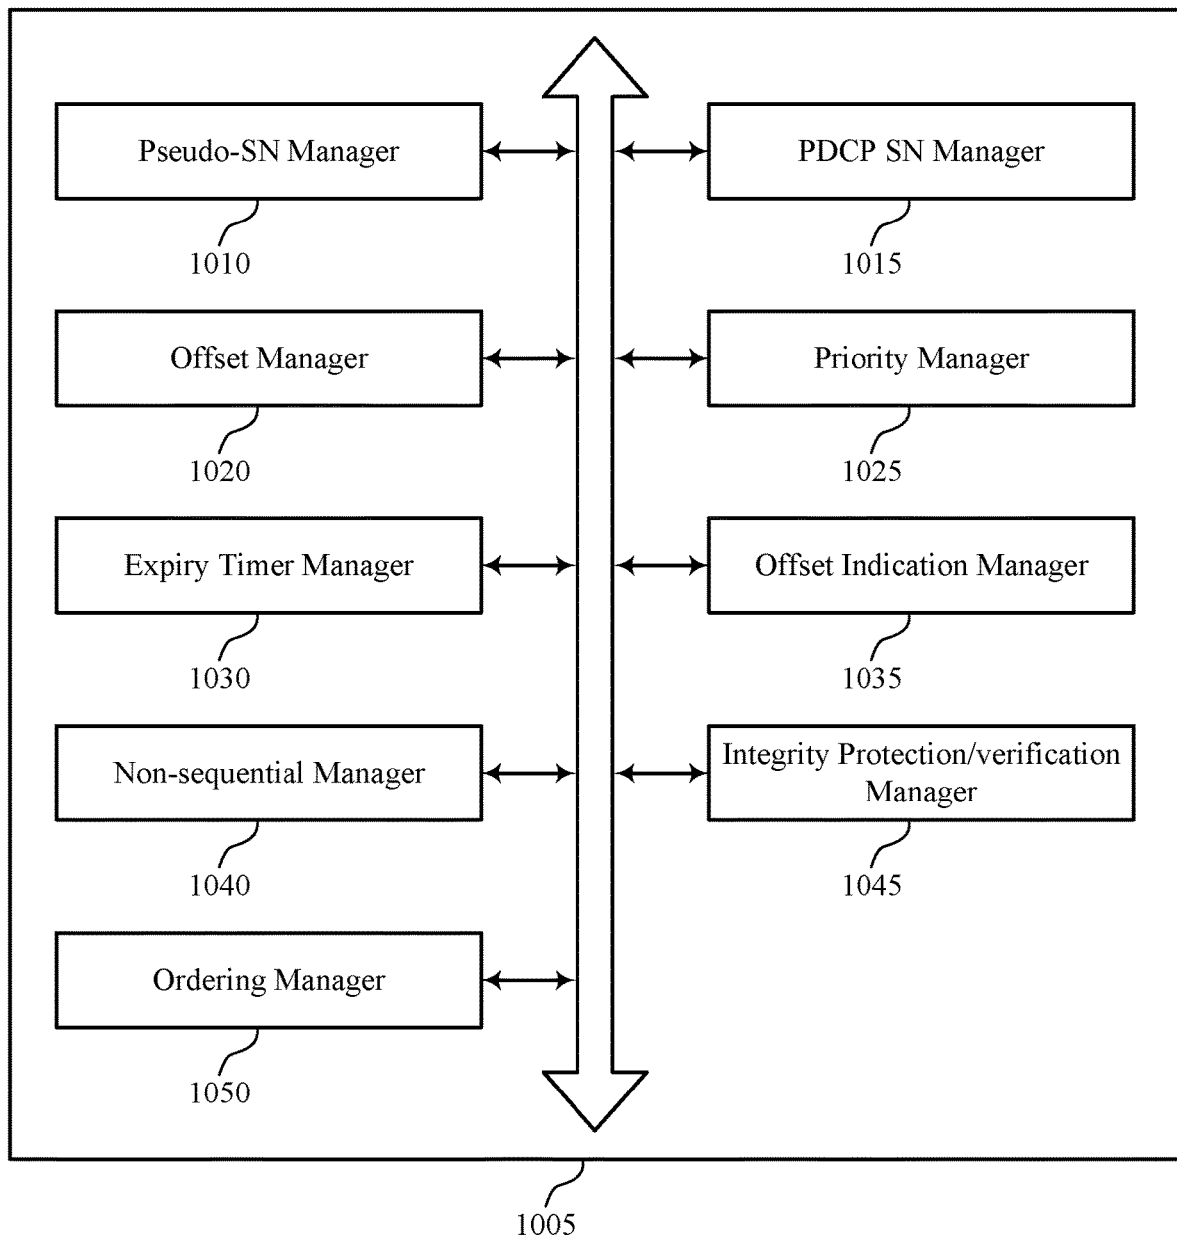 Pseudo-SN Manager
PDCP SN Manager
1010
1015
Offset Manager
Priority Manager
1020
1025
Expiry Timer Manager
Offset Indication Manager
1030
1035
Non-sequential Manager
Integrity Protection/verification
Manager
1040
1045
Ordering Manager
1050
1005